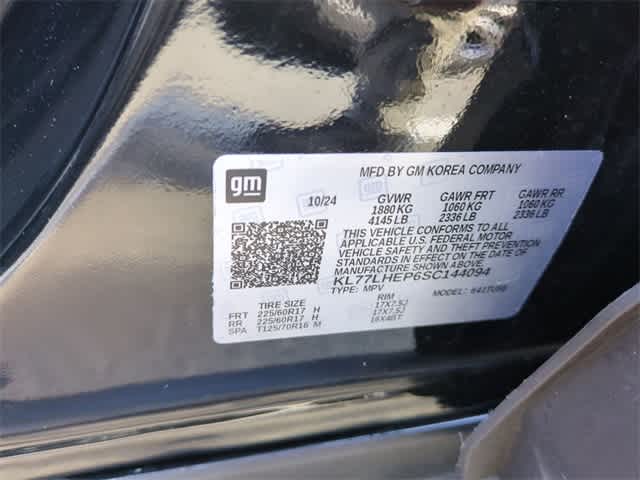 gm
MFD BY GM KOREA COMPANY
10/24 GVWR GAWR FRT GAWR RR
1880 KG 1060 KG 1060 KG
4145 LB 2336 LB 2336 LB
THIS VEHICLE CONFORMS TO ALL
APPLICABLE U.S. FEDERAL MOTOR
VEHICLE SAFETY AND THEFT PREVENTION
STANDARDS IN EFFECT ON THE DATE OF
MANUFACTURE SHOWN ABOVE.
KL77LHEP6SC144094
TYPE: MPV MODEL:
TIRE SIZE RIM
FRT 225/60R17 H 17X7.5J
RR 225/60R17 H 17X7.5J
SPA T125/70R16 M 16X4BT